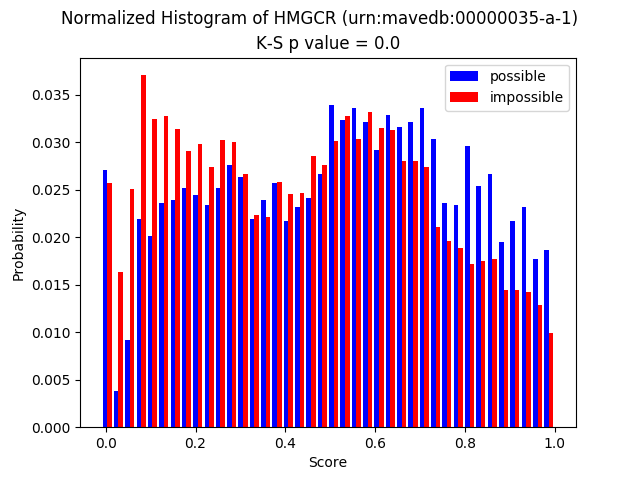 Normalized Histogram of HMGCR (urn:mavedb:00000035-a-1)
K-S p value = 0.0
possible
impossible
Probability
0.035
0.030
0.025
0.020
0.015
0.010
0.005
0.000
0.0 0.2 0.4 0.6 0.8 1.0
Score